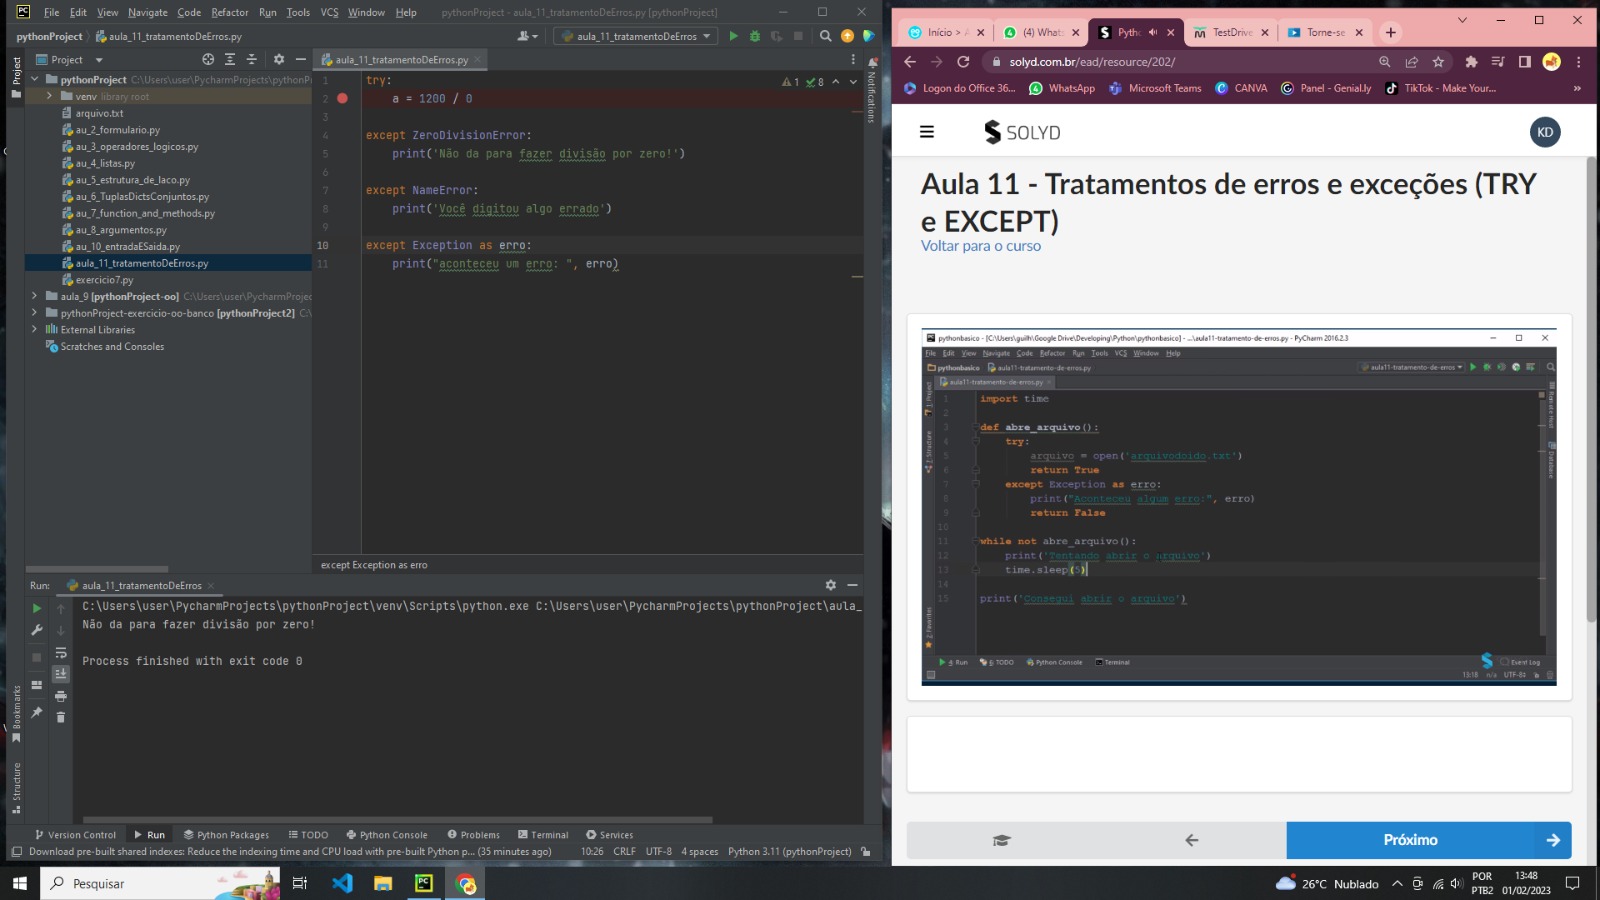 File Edit View Navigate Code Refactor Run Tools VCS Window Help pythonProject - aula_11_tratamentoDeErros.py [pythonProject]
pythonProject aula_11_tratamentoDeErros.py aula_11_tratamentoDeErros
Project
Project
pythonProject C:\Users\user\PycharmProjects\pythonP
venv library root
arquivo.txt
au_2_formulario.py
au_3_operadores_logicos.py
au_4_listas.py
au_5_estrutura_de_laco.py
au_6_TuplasDictsConjuntos.py
au_7_function_and_methods.py
au_8_argumentos.py
au_10_entradaESaida.py
aula_11_tratamentoDeErros.py
exercicio7.py
aula_9 [pythonProject-oo] C:\Users\user\PycharmProjec
pythonProject-exercicio-oo-banco [pythonProject2] C:\
External Libraries
Scratches and Consoles
aula_11_tratamentoDeErros.py
1 8
Notifications
1 try:
2 a = 1200 / 0
3
4 except ZeroDivisionError:
5 print('Não da para fazer divisão por zero!')
6
7 except NameError:
8 print('Você digitou algo errado')
9
10 except Exception as erro:
11 print("aconteceu um erro: ", erro)
except Exception as erro
Run: aula_11_tratamentoDeErros
C:\Users\user\PycharmProjects\pythonProject\venv\Scripts\python.exe C:\Users\user\PycharmProjects\pythonProject\aula_
Não da para fazer divisão por zero!
Process finished with exit code 0
Bookmarks
Structure
Version Control Run Python Packages TODO Python Console Problems Terminal Services
Download pre-built shared indexes: Reduce the indexing time and CPU load with pre-built Python p... (35 minutes ago) 10:26 CRLF UTF-8 4 spaces Python 3.11 (pythonProject)
Início > (4) Whats Pytho TestDrive Torne-se
solyd.com.br/ead/resource/202/
Logon do Office 36... WhatsApp Microsoft Teams CANVA Panel - Genial.ly TikTok - Make Your... »
SOLYD
KD
Aula 11 - Tratamentos de erros e exceções (TRY
e EXCEPT)
Voltar para o curso
pythonbasico - [C:\Users\guilh\Google Drive\Developing\Python\pythonbasico] - ...\aula11-tratamento-de-erros.py - PyCharm 2016.2.3
File Edit View Navigate Code Refactor Run Tools VCS Window Help
pythonbasico aula11-tratamento-de-erros.py aula11-tratamento-de-erros
aula11-tratamento-de-erros.py
1 import time
2
3 def abre_arquivo():
4 try:
5 arquivo = open('arquivodoido.txt')
6 return True
7 except Exception as erro:
8 print("Aconteceu algum erro:", erro)
9 return False
10
11 while not abre_arquivo():
12 print('Tentando abrir o arquivo')
13 time.sleep(5)
14
15 print('Consegui abrir o arquivo')
1: Project
Structure
2: Favorites
Remote Host
Database
4: Run 6: TODO Python Console Terminal Event Log
13:18 n/a UTF-8
Próximo
Pesquisar
26°C Nublado
POR
PTB2
13:48
01/02/2023